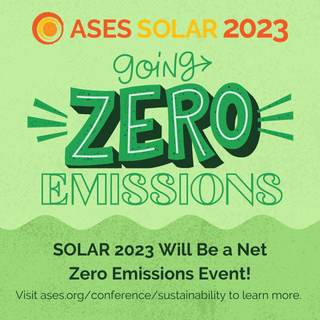 ASES SOLAR 2023
going
ZERO
EMISSIONS
SOLAR 2023 Will Be a Net
Zero Emissions Event!
Visit ases.org/conference/sustainability to learn more.